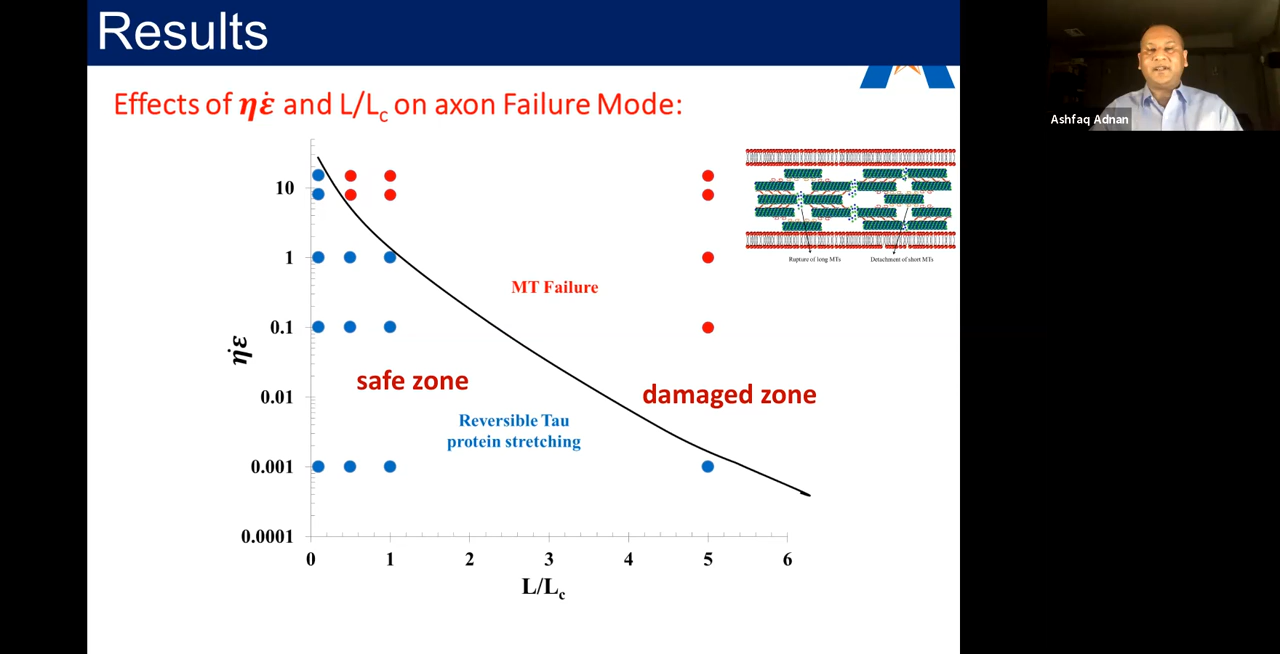 Results
Effects of ηε̇ and L/Lc on axon Failure Mode:
Ashfaq Adnan
10
1
0.1
0.01
0.001
0.0001
ηε̇
MT Failure
safe zone
damaged zone
Reversible Tau
protein stretching
0 1 2 3 4 5 6
L/Lc
Rupture of long MTs
Detachment of short MTs